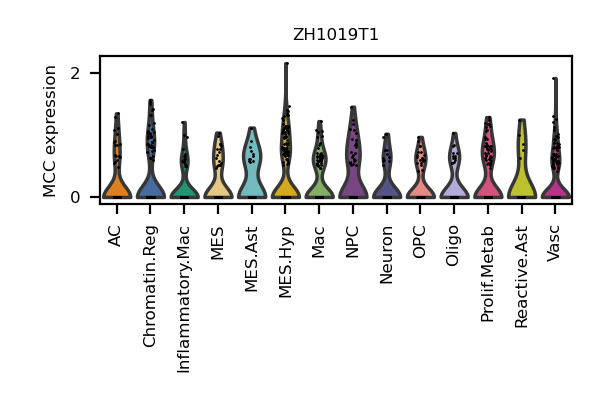 ZH1019T1
MCC expression
2
0
AC
Chromatin.Reg
Inflammatory.Mac
MES
MES.Ast
MES.Hyp
Mac
NPC
Neuron
OPC
Oligo
Prolif.Metab
Reactive.Ast
Vasc